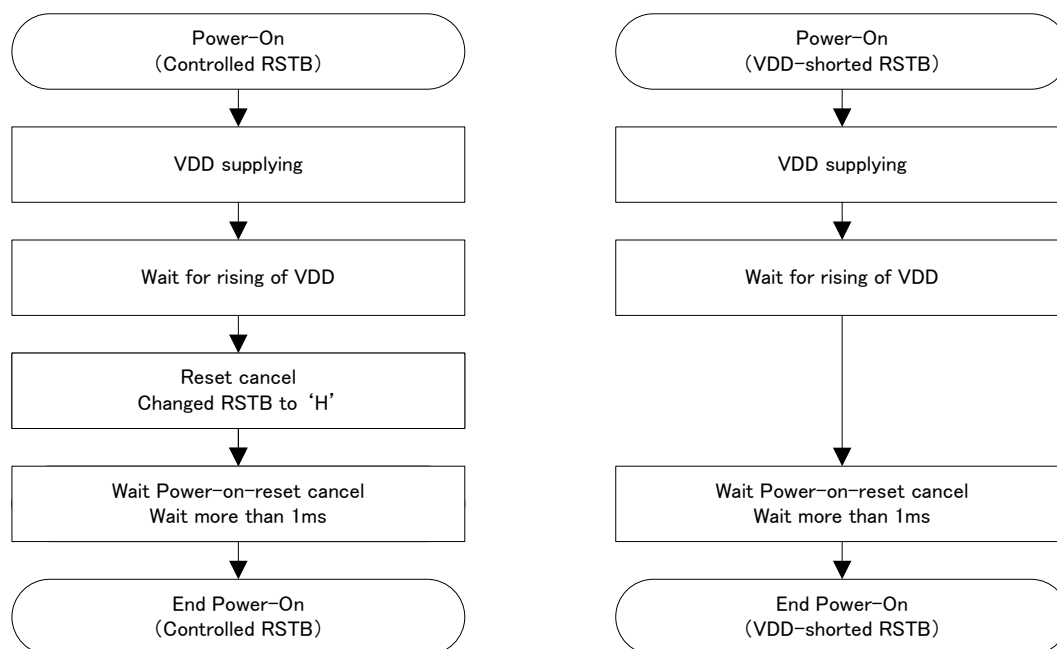 Power-On
(Controlled RSTB)
VDD supplying
Wait for rising of VDD
Reset cancel
Changed RSTB to ‘H’
Wait Power-on-reset cancel
Wait more than 1ms
End Power-On
(Controlled RSTB)
Power-On
(VDD-shorted RSTB)
VDD supplying
Wait for rising of VDD
Wait Power-on-reset cancel
Wait more than 1ms
End Power-On
(VDD-shorted RSTB)